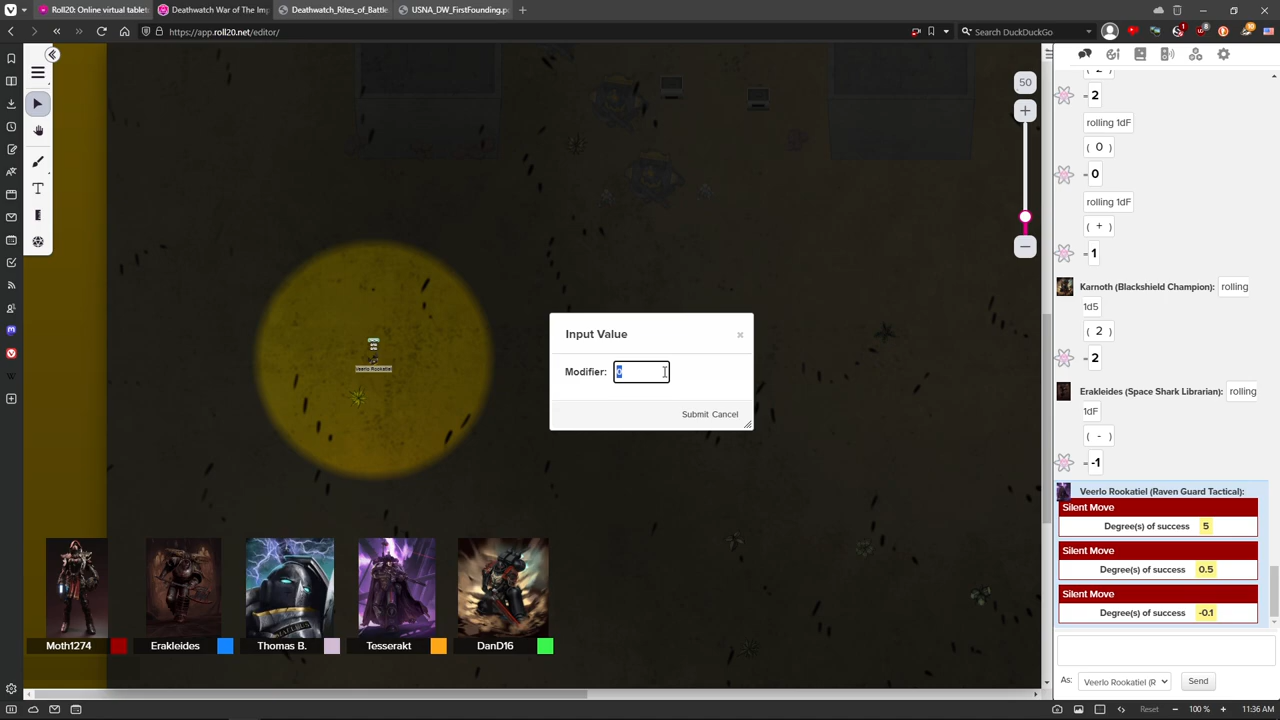 Roll20: Online virtual tablet
Deathwatch War of The Imp
Deathwatch_Rites_of_Battle
USNA_DW_FirstFounding.p
https://app.roll20.net/editor/
Search DuckDuckGo
50
= 2
rolling 1dF
( 0 )
= 0
rolling 1dF
( + )
= 1
Karnoth (Blackshield Champion): rolling
1d5
( 2 )
= 2
Erakleides (Space Shark Librarian): rolling
1dF
( - )
= -1
Veerlo Rookatiel (Raven Guard Tactical):
Silent Move
Degree(s) of success 5
Silent Move
Degree(s) of success 0.5
Silent Move
Degree(s) of success -0.1
Input Value
×
Modifier: 0
Submit Cancel
Veerlo Rookatiel
Moth1274
Erakleides
Thomas B.
Tesserakt
DanD16
As: Veerlo Rookatiel (R
Send
Reset
100 %
11:36 AM